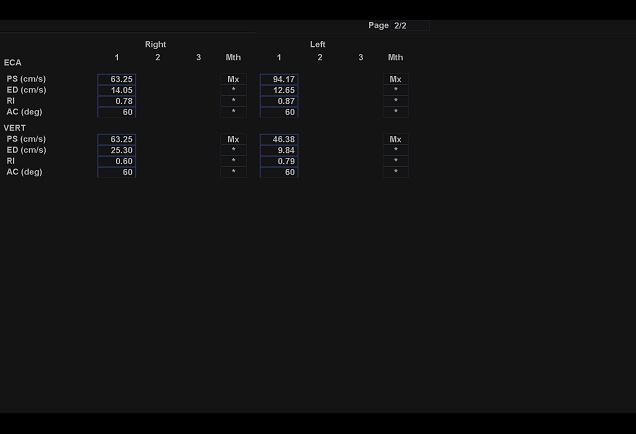 Page 2/2
Right Left
1 2 3 Mth 1 2 3 Mth
ECA
PS (cm/s) 63.25 Mx 94.17 Mx
ED (cm/s) 14.05 * 12.65 *
RI 0.78 * 0.87 *
AC (deg) 60 * 60 *
VERT
PS (cm/s) 63.25 Mx 46.38 Mx
ED (cm/s) 25.30 * 9.84 *
RI 0.60 * 0.79 *
AC (deg) 60 * 60 *